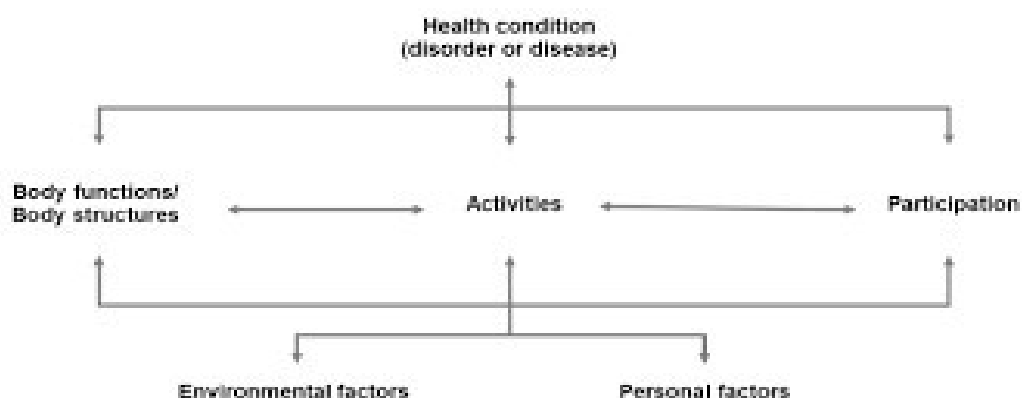 Health condition
(disorder or disease)
Body functions/
Body structures
Activities
Participation
Environmental factors
Personal factors